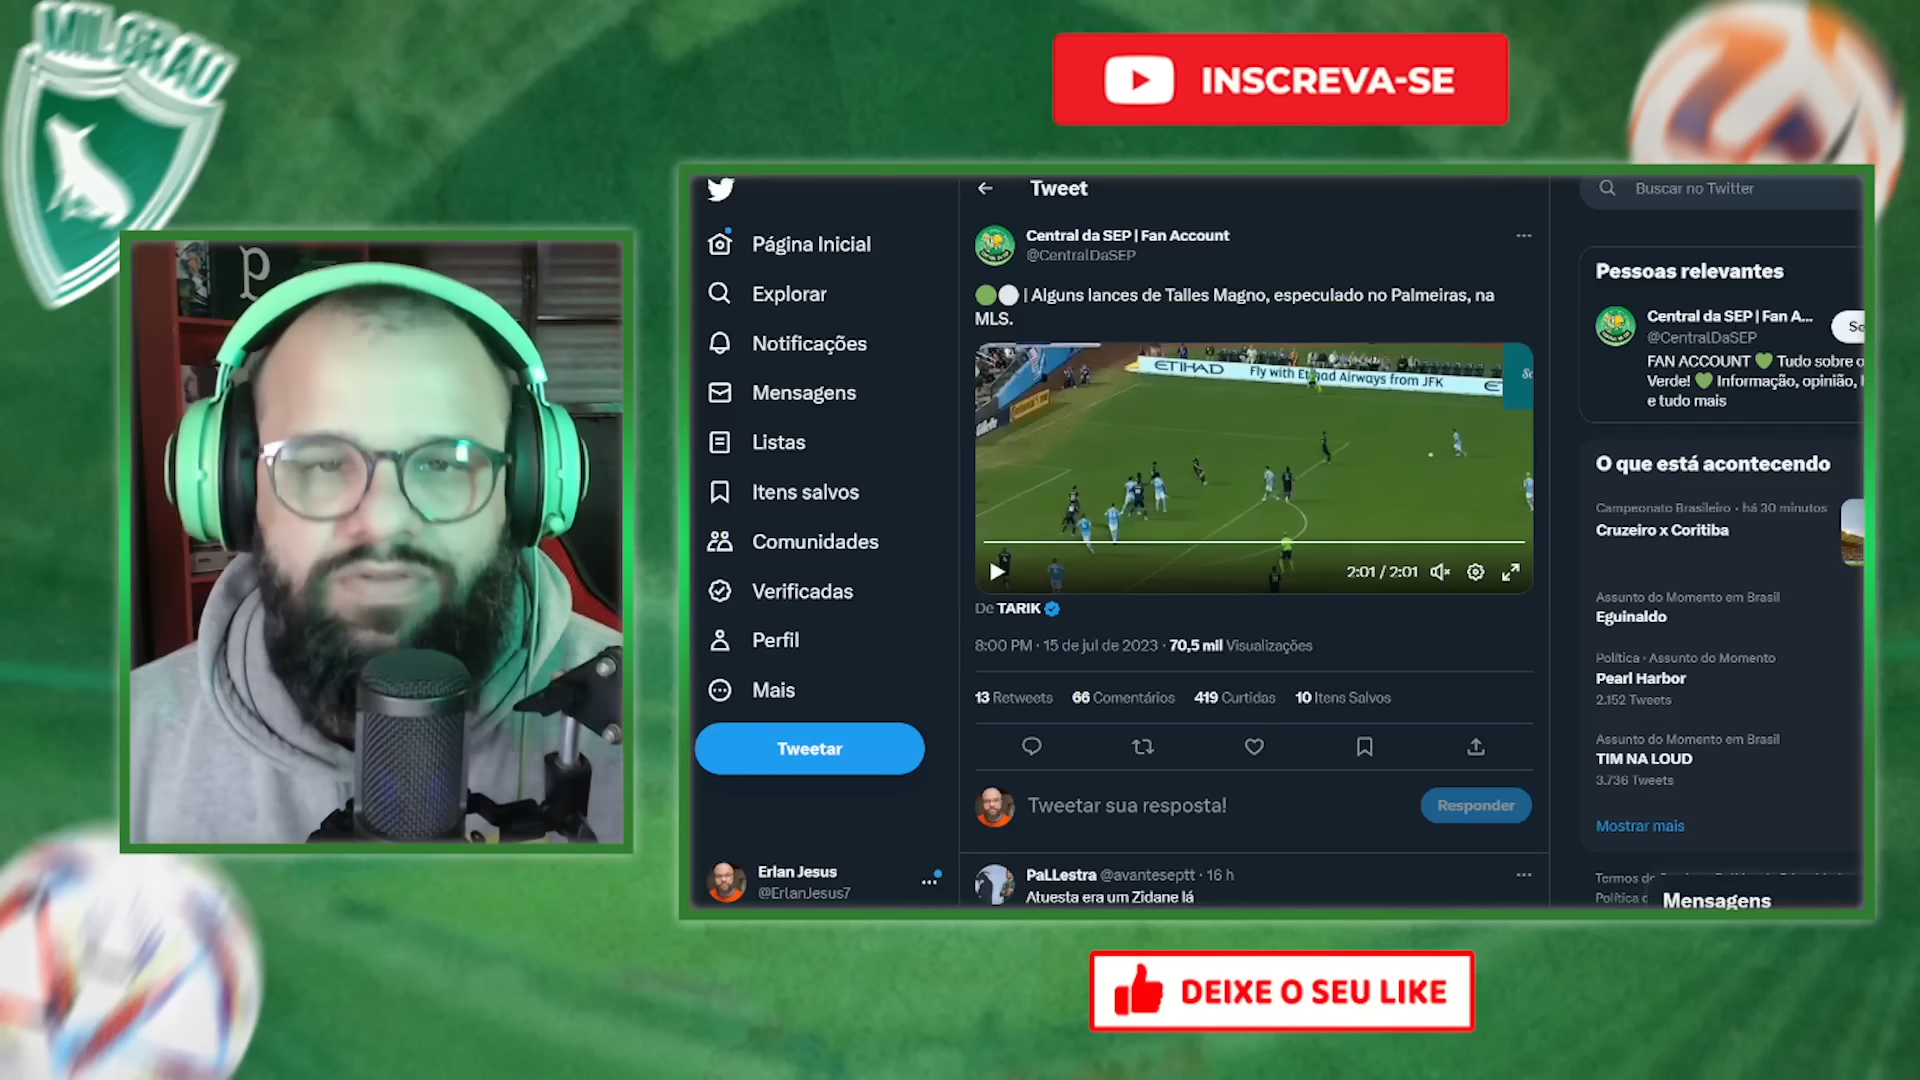 MILGRAU
INSCREVA-SE
Tweet
Buscar no Twitter
Página Inicial
Explorar
Notificações
Mensagens
Listas
Itens salvos
Comunidades
Verificadas
Perfil
Mais
Tweetar
Erlan Jesus
@ErlanJesus7
Central da SEP | Fan Account
@CentralDaSEP
| Alguns lances de Talles Magno, especulado no Palmeiras, na
MLS.
ETIHAD Fly with Etihad Airways from JFK
Continental
Gillette
2:01 / 2:01
De TARIK
8:00 PM · 15 de jul de 2023 · 70,5 mil Visualizações
13 Retweets 66 Comentários 419 Curtidas 10 Itens Salvos
Tweetar sua resposta!
Responder
PaLLestra @avanteseptt · 16 h
Atuesta era um Zidane lá
Pessoas relevantes
Central da SEP | Fan A...
@CentralDaSEP
Se
FAN ACCOUNT 💚 Tudo sobre o
Verde! 💚 Informação, opinião,
e tudo mais
O que está acontecendo
Campeonato Brasileiro · há 30 minutos
Cruzeiro x Coritiba
Assunto do Momento em Brasil
Eguinaldo
Política · Assunto do Momento
Pearl Harbor
2.152 Tweets
Assunto do Momento em Brasil
TIM NA LOUD
3.736 Tweets
Mostrar mais
Termos de
Política
Mensagens
DEIXE O SEU LIKE